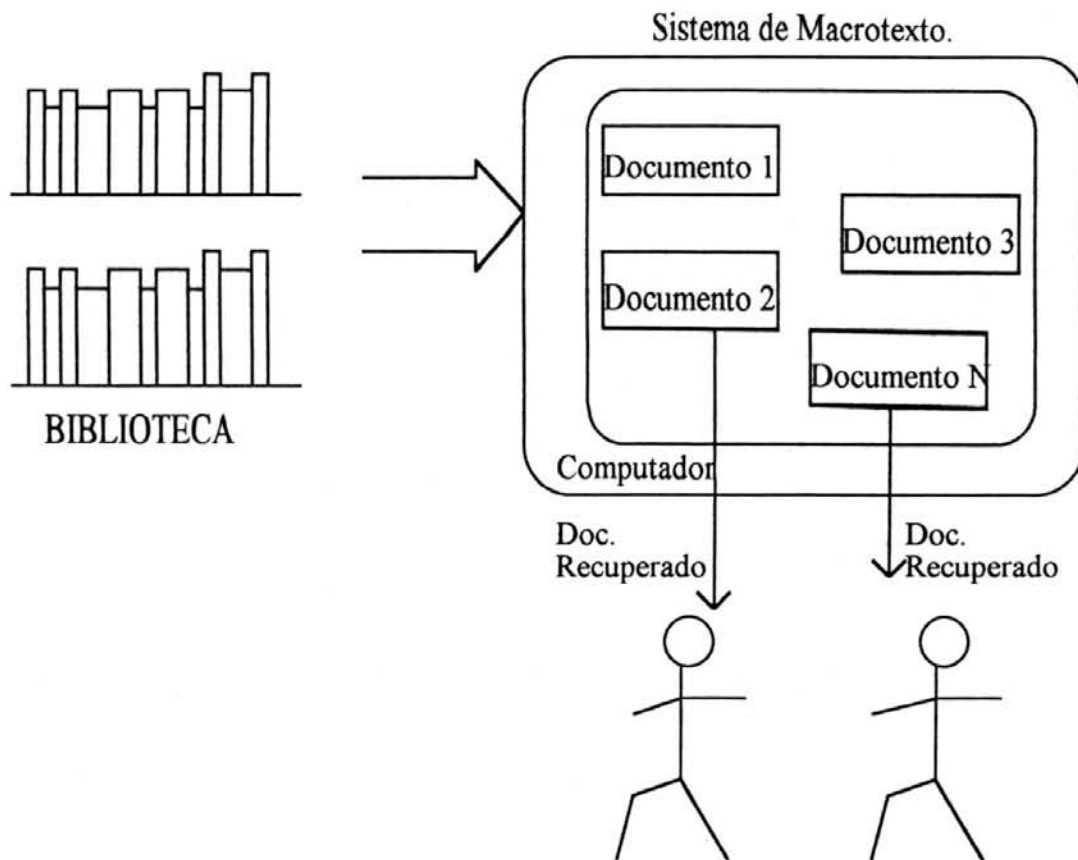 Sistema de Macrotexto.
Documento 1
Documento 3
Documento 2
Documento N
BIBLIOTECA
Computador
Doc.
Recuperado
Doc.
Recuperado